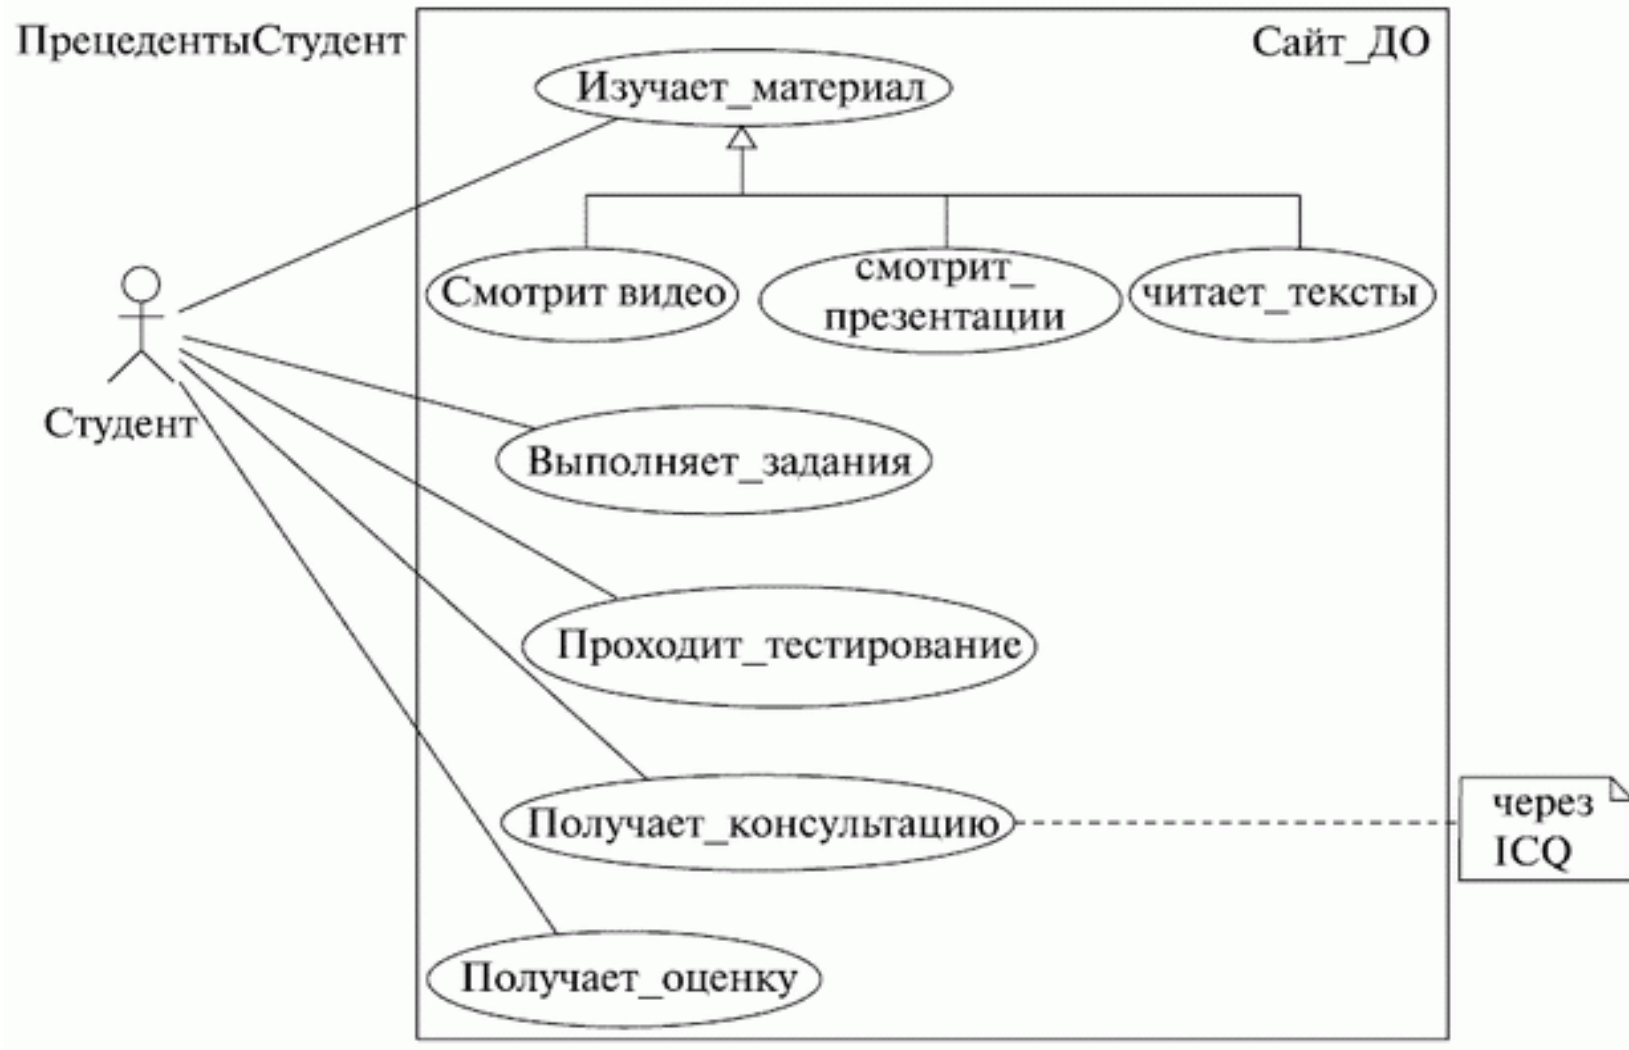 ПрецедентыСтудент
Сайт_ДО
Изучает_материал
Смотрит видео
смотрит_
презентации
читает_тексты
Студент
Выполняет_задания
Проходит_тестирование
Получает_консультацию
через
ICQ
Получает_оценку